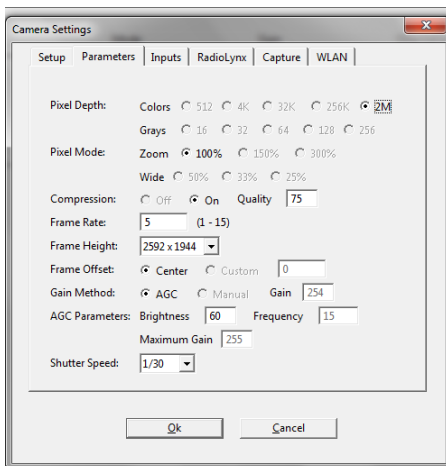 Camera Settings
Setup Parameters Inputs RadioLynx Capture WLAN
Pixel Depth: Colors 512 4K 32K 256K 2M
Grays 16 32 64 128 256
Pixel Mode: Zoom 100% 150% 300%
Wide 50% 33% 25%
Compression: Off On Quality 75
Frame Rate: 5 (1 - 15)
Frame Height: 2592 x 1944
Frame Offset: Center Custom 0
Gain Method: AGC Manual Gain 254
AGC Parameters: Brightness 60 Frequency 15
Maximum Gain 255
Shutter Speed: 1/30
Ok Cancel